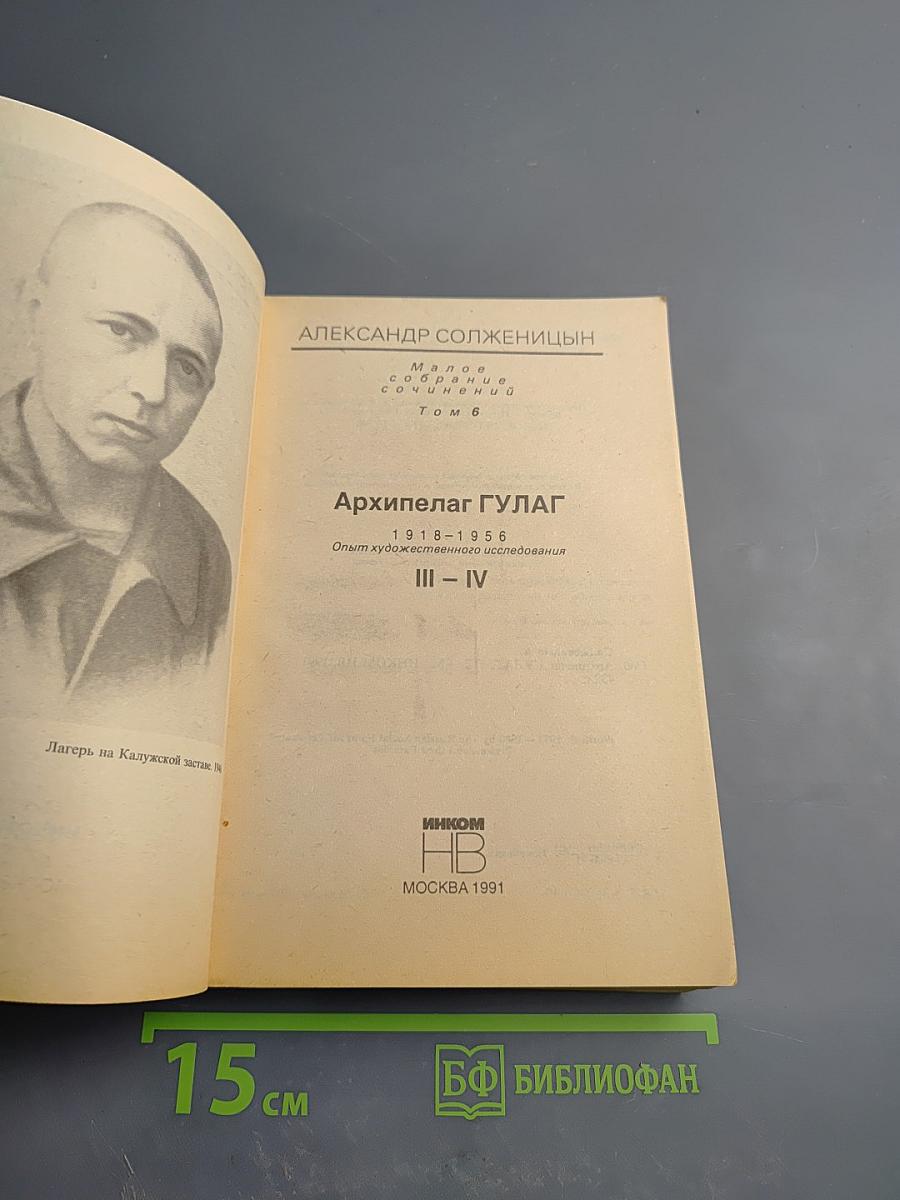 Лагерь на Калужской заставе. 1946
АЛЕКСАНДР СОЛЖЕНИЦЫН
Малое
собрание
сочинений
Том 6
Архипелаг ГУЛАГ
1918–1956
Опыт художественного исследования
III – IV
ИНКОМ
НВ
МОСКВА 1991
15 см
БФ БИБЛИОФАН